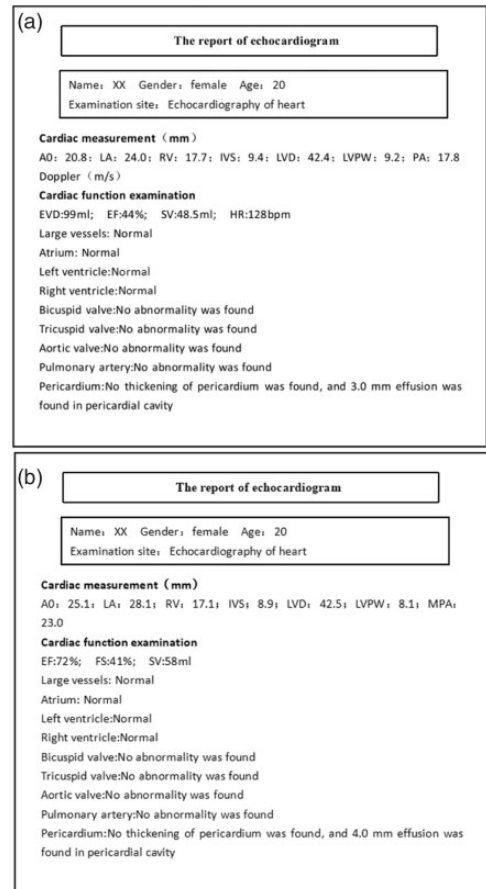 (a)
The report of echocardiogram
Name: XX Gender: female Age: 20
Examination site: Echocardiography of heart
Cardiac measurement (mm)
A0: 20.8; LA: 24.0; RV: 17.7; IVS: 9.4; LVD: 42.4; LVPW: 9.2; PA: 17.8
Doppler (m/s)
Cardiac function examination
EVD:99ml; EF:44%; SV:48.5ml; HR:128bpm
Large vessels: Normal
Atrium: Normal
Left ventricle:Normal
Right ventricle:Normal
Bicuspid valve:No abnormality was found
Tricuspid valve:No abnormality was found
Aortic valve:No abnormality was found
Pulmonary artery:No abnormality was found
Pericardium:No thickening of pericardium was found, and 3.0 mm effusion was
found in pericardial cavity
(b)
The report of echocardiogram
Name: XX Gender: female Age: 20
Examination site: Echocardiography of heart
Cardiac measurement (mm)
A0: 25.1; LA: 28.1; RV: 17.1; IVS: 8.9; LVD: 42.5; LVPW: 8.1; MPA:
23.0
Cardiac function examination
EF:72%; FS:41%; SV:58ml
Large vessels: Normal
Atrium: Normal
Left ventricle:Normal
Right ventricle:Normal
Bicuspid valve:No abnormality was found
Tricuspid valve:No abnormality was found
Aortic valve:No abnormality was found
Pulmonary artery:No abnormality was found
Pericardium:No thickening of pericardium was found, and 4.0 mm effusion was
found in pericardial cavity